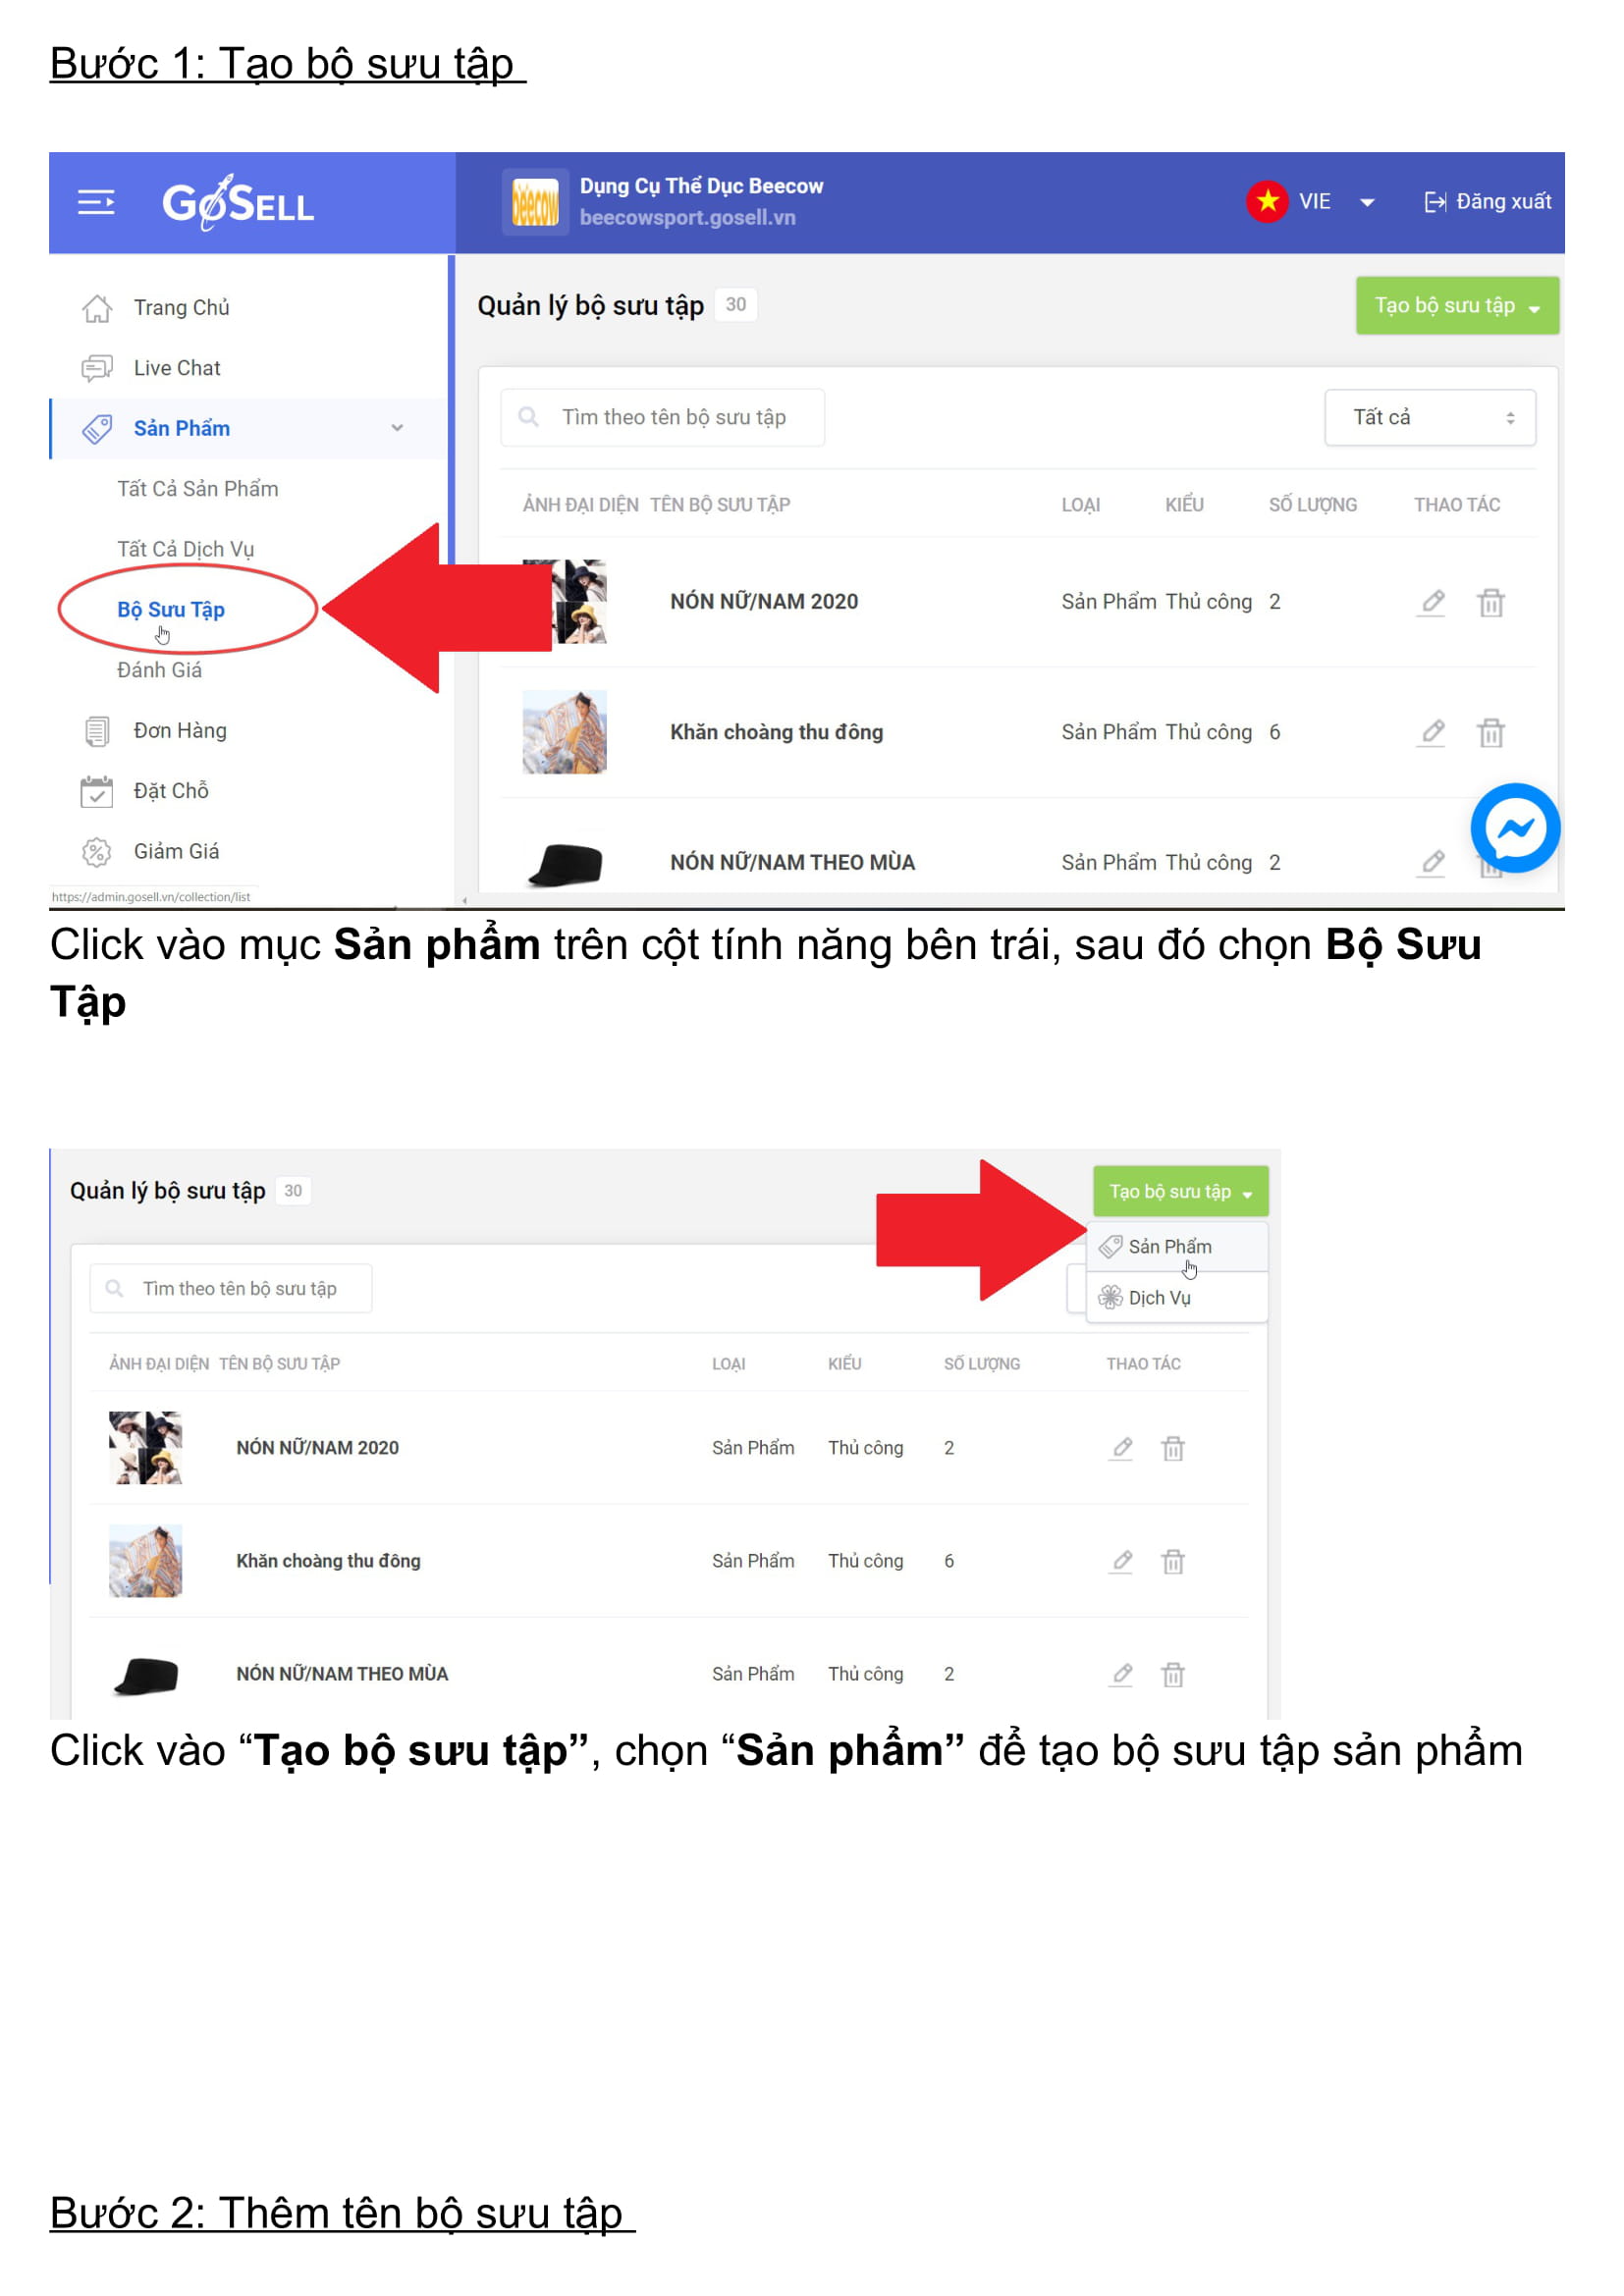 Bước 1: Tạo bộ sưu tập
GoSELL
Dụng Cụ Thể Dục Beecow
beecow
beecowsport.gosell.vn
VIE
Đăng xuất
Trang Chủ
Live Chat
Sản Phẩm
Tất Cả Sản Phẩm
Tất Cả Dịch Vụ
Bộ Sưu Tập
Đánh Giá
Đơn Hàng
Đặt Chỗ
Giảm Giá
https://admin.gosell.vn/collection/list
Quản lý bộ sưu tập 30
Tạo bộ sưu tập
Tìm theo tên bộ sưu tập
Tất cả
ẢNH ĐẠI DIỆN TÊN BỘ SƯU TẬP LOẠI KIỂU SỐ LƯỢNG THAO TÁC
NÓN NỮ/NAM 2020 Sản Phẩm Thủ công 2
Khăn choàng thu đông Sản Phẩm Thủ công 6
NÓN NỮ/NAM THEO MÙA Sản Phẩm Thủ công 2
Click vào mục Sản phẩm trên cột tính năng bên trái, sau đó chọn Bộ Sưu
Tập
Quản lý bộ sưu tập 30
Tạo bộ sưu tập
Sản Phẩm
Dịch Vụ
Tìm theo tên bộ sưu tập
ẢNH ĐẠI DIỆN TÊN BỘ SƯU TẬP LOẠI KIỂU SỐ LƯỢNG THAO TÁC
NÓN NỮ/NAM 2020 Sản Phẩm Thủ công 2
Khăn choàng thu đông Sản Phẩm Thủ công 6
NÓN NỮ/NAM THEO MÙA Sản Phẩm Thủ công 2
Click vào “Tạo bộ sưu tập”, chọn “Sản phẩm” để tạo bộ sưu tập sản phẩm
Bước 2: Thêm tên bộ sưu tập